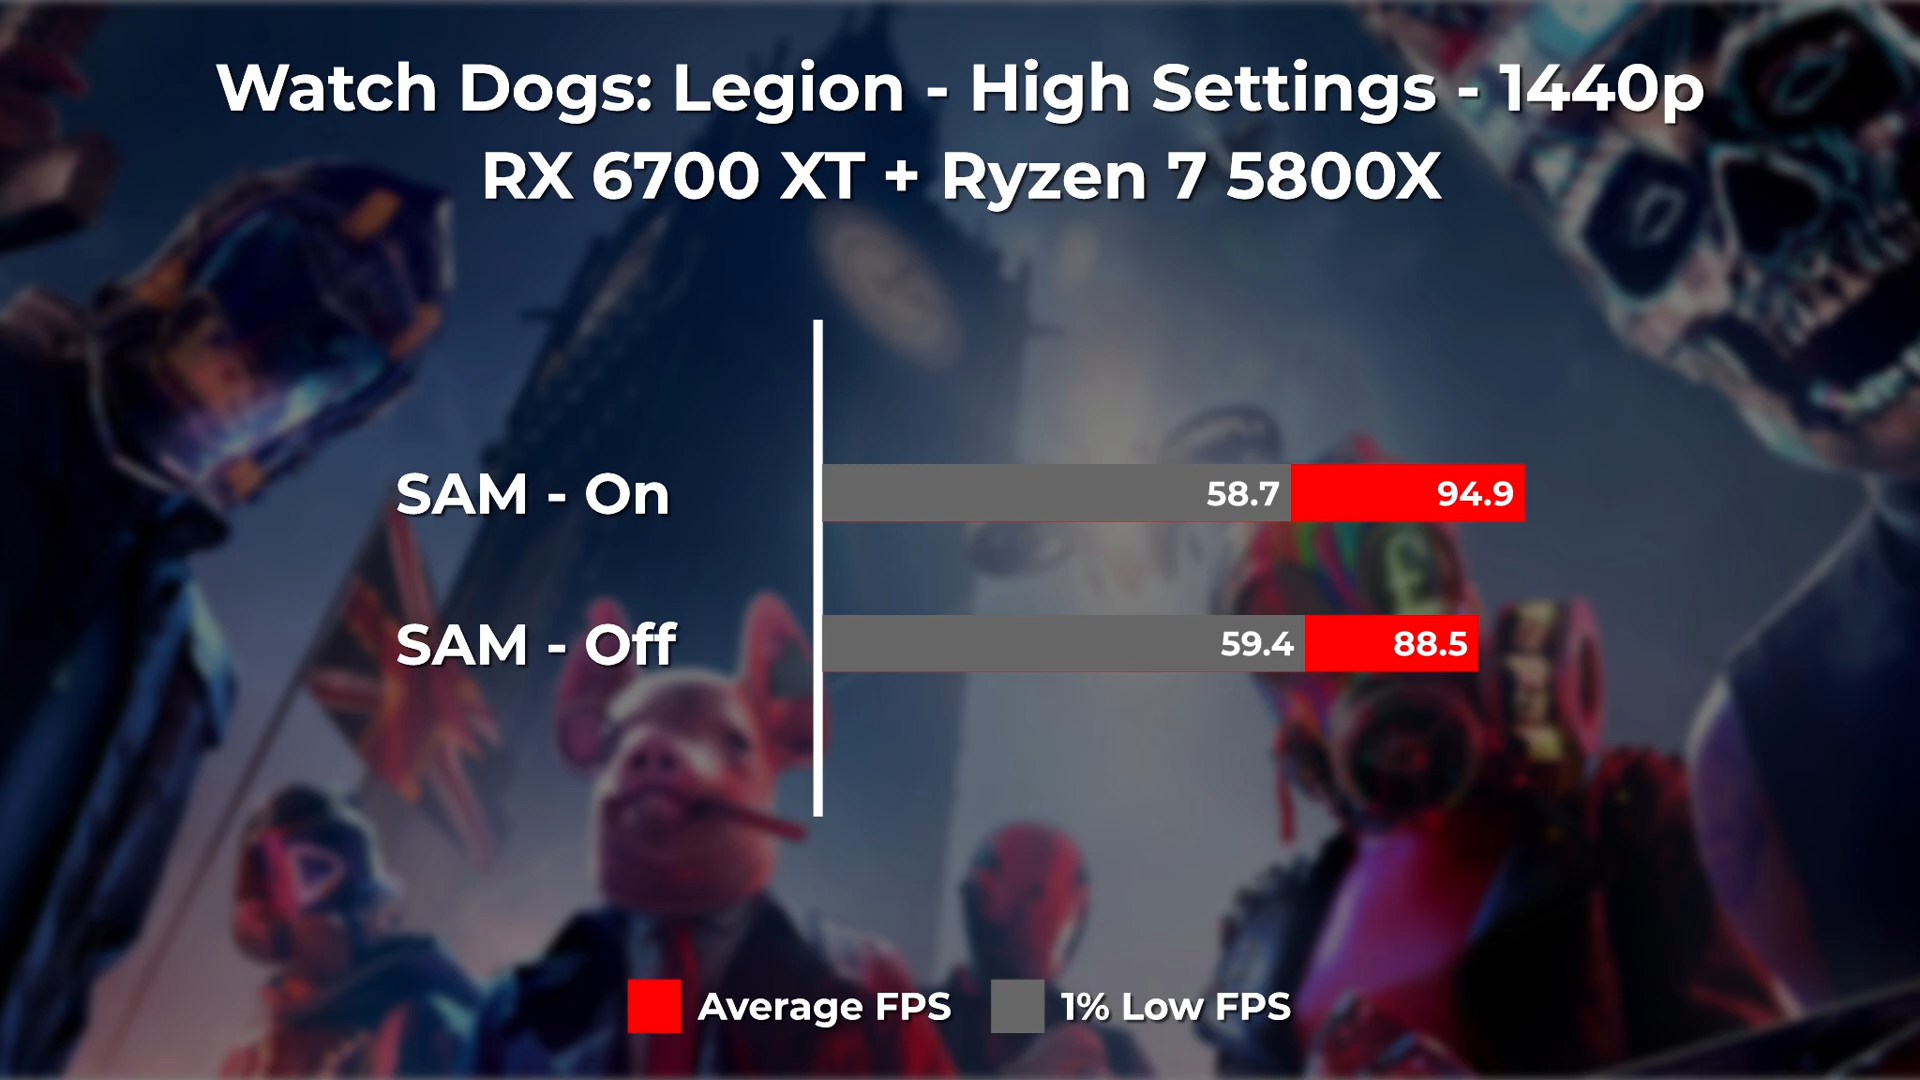 Watch Dogs: Legion - High Settings - 1440p
RX 6700 XT + Ryzen 7 5800X
SAM - On
58.7
94.9
SAM - Off
59.4
88.5
Average FPS
1% Low FPS